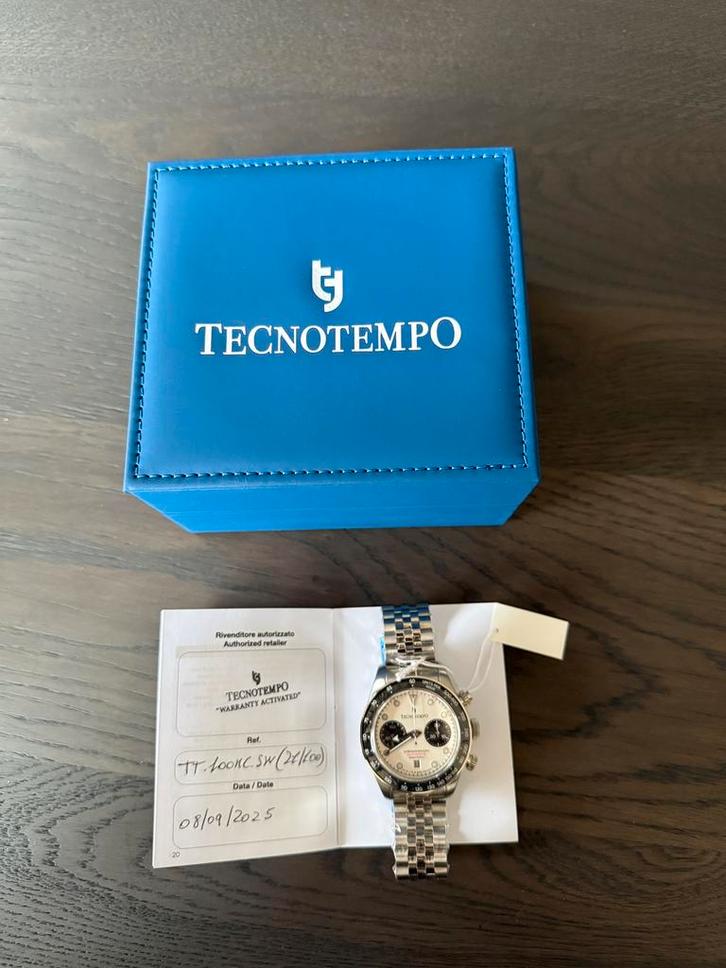 TECNOTEMPO
Rivenditore autorizzato
Authorized retailer
TECNOTEMPO
"WARRANTY ACTIVATED"
Ref.
TT.100KC.SW (21/100)
Data / Date
08/09/2025
20
TECNOTEMPO